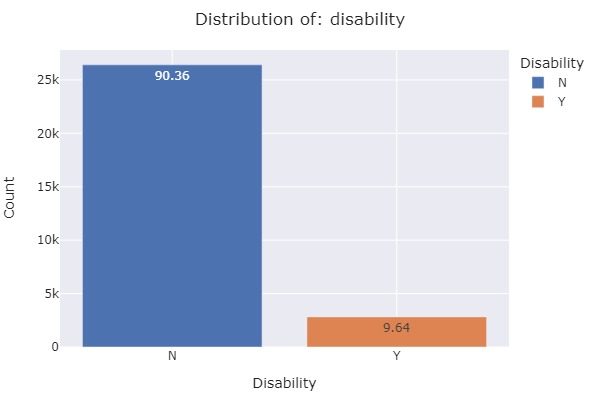 Distribution of: disability
Disability
N
Y
Count
25k
20k
15k
10k
5k
0
90.36
9.64
N
Y
Disability